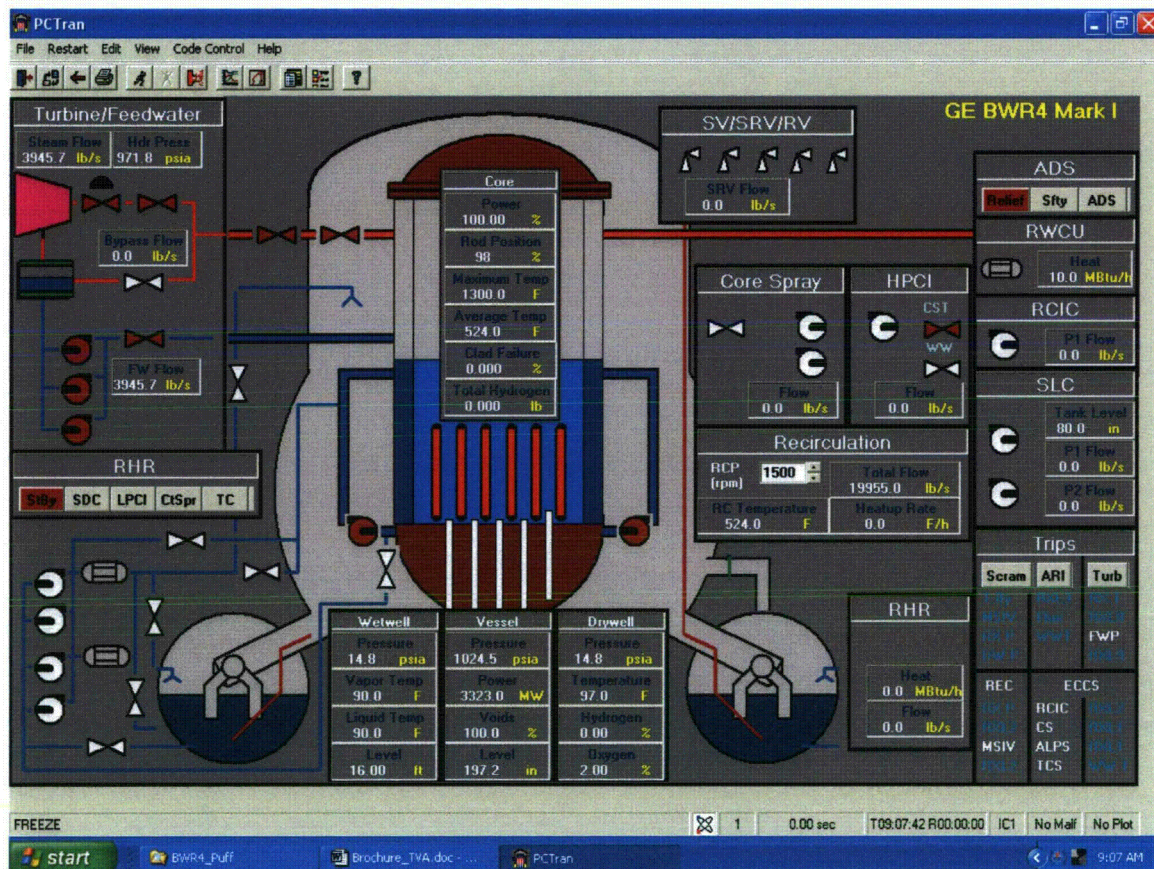 PCTran
File Restart Edit View Code Control Help
GE BWR4 Mark I
Turbine/Feedwater
Steam Flow Hdr Press
3945.7 lb/s 971.8 psia
Bypass Flow
0.0 lb/s
FW Flow
3945.7 lb/s
RHR
StBy SDC LPCI CtSpr TC
Core
Power
100.00 %
Rod Position
98 %
Maximum Temp
1300.0 F
Average Temp
524.0 F
Clad Failure
0.000 %
Total Hydrogen
0.000 lb
SV/SRV/RV
SRV Flow
0.0 lb/s
Core Spray
Flow
0.0 lb/s
HPCI
CST
WW
Flow
0.0 lb/s
Recirculation
RCP
(rpm)
1500
Total Flow
19955.0 lb/s
RC Temperature
524.0 F
Heatup Rate
0.0 F/h
ADS
Relief Sfty ADS
RWCU
Heat
10.0 MBtu/h
RCIC
P1 Flow
0.0 lb/s
SLC
Tank Level
80.0 in
P1 Flow
0.0 lb/s
P2 Flow
0.0 lb/s
Trips
Scram ARI Turb
FWP
REC ECCS
RCIC
CS
MSIV ALPS
TCS
RHR
Heat
0.0 MBtu/h
Flow
0.0 lb/s
Wetwell
Pressure
14.8 psia
Vapor Temp
90.0 F
Liquid Temp
90.0 F
Level
16.00 ft
Vessel
Pressure
1024.5 psia
Power
3323.0 MW
Voids
100.0 %
Level
197.2 in
Drywell
Pressure
14.8 psia
Temperature
97.0 F
Hydrogen
0.00 %
Oxygen
2.00 %
FREEZE 1 0.00 sec T09:07:42 R00:00:00 IC1 No Malf No Plot
start BWR4_Puff Brochure_TVA.doc - ... PCTran 9:07 AM